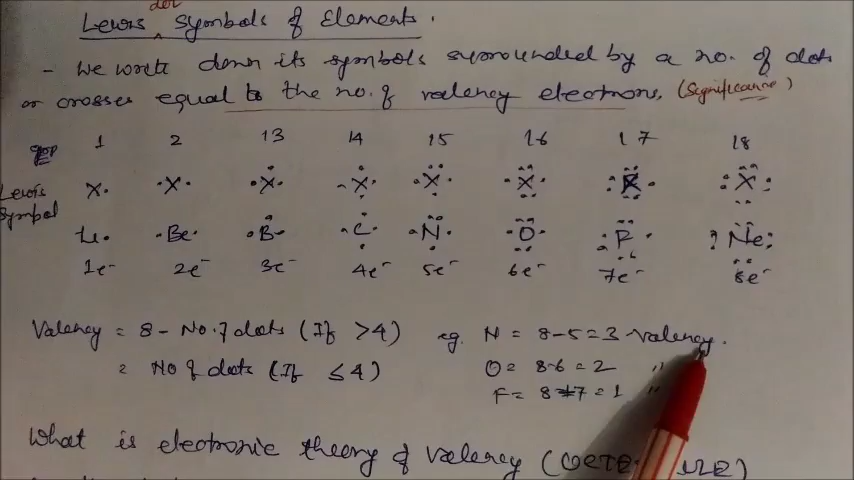 Lewis dot symbols of Elements.
- We write down its symbols surrounded by a no. of dots
or crosses equal to the no. of valency electrons. (Significance)
grop 1 2 13 14 15 16 17 18
Lewis symbol X· ·X· ·X· ·X· ·X· ·X· X· :X:
Li· ·Be· ·B· ·C· ·N· ·O· F· :Ne:
1e⁻ 2e⁻ 3e⁻ 4e⁻ 5e⁻ 6e⁻ 7e⁻ 8e⁻
Valency = 8 - No. of dots (If >4) eg. N = 8-5=3 valency.
= No of dots (If ≤4) O = 8-6 = 2 "
F = 8-7 = 1 "
What is electronic theory of valency (OCTE